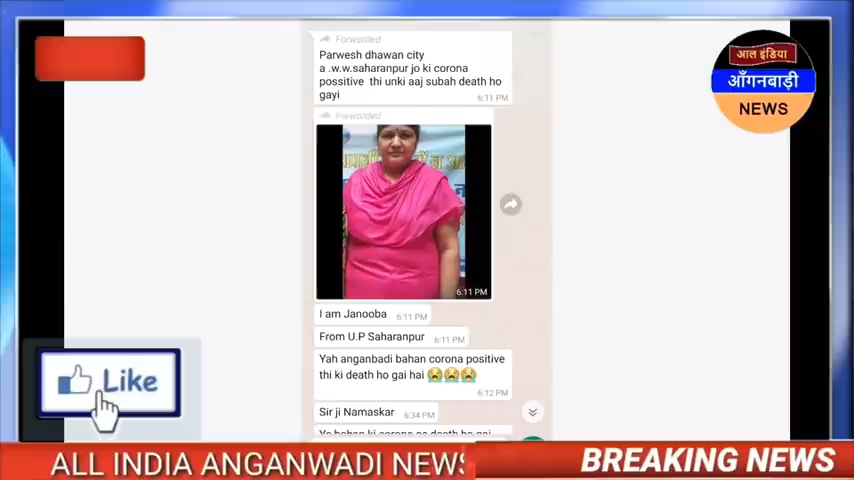 Forwarded
Parwesh dhawan city
a .w.w.saharanpur jo ki corona
possitive thi unki aaj subah death ho
gayi
6:11 PM
Forwarded
6:11 PM
I am Janooba
6:11 PM
From U.P Saharanpur
6:11 PM
Yah anganbadi bahan corona positive
thi ki death ho gai hai 😭😭😭
6:12 PM
Sir ji Namaskar
6:34 PM
आल इंडिया
आँगनबाड़ी
NEWS
Like
ALL INDIA ANGANWADI NEWS
BREAKING NEWS